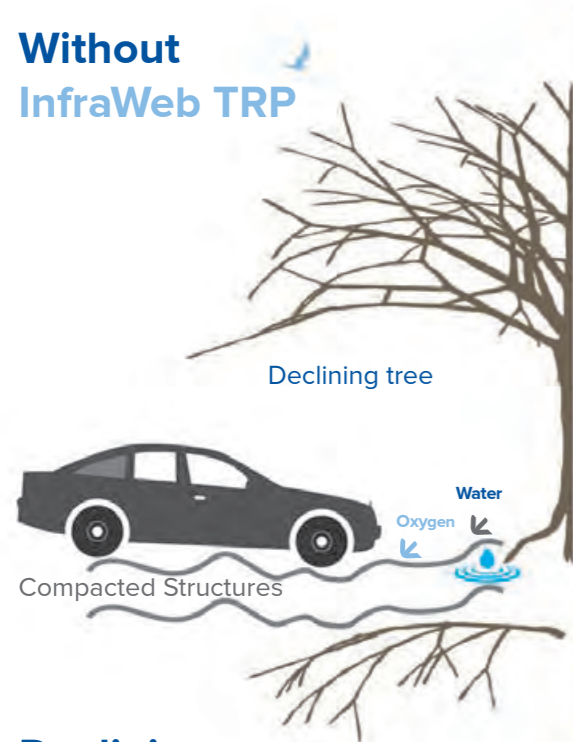 Without
InfraWeb TRP
Declining tree
Water
Oxygen
Compacted Structures